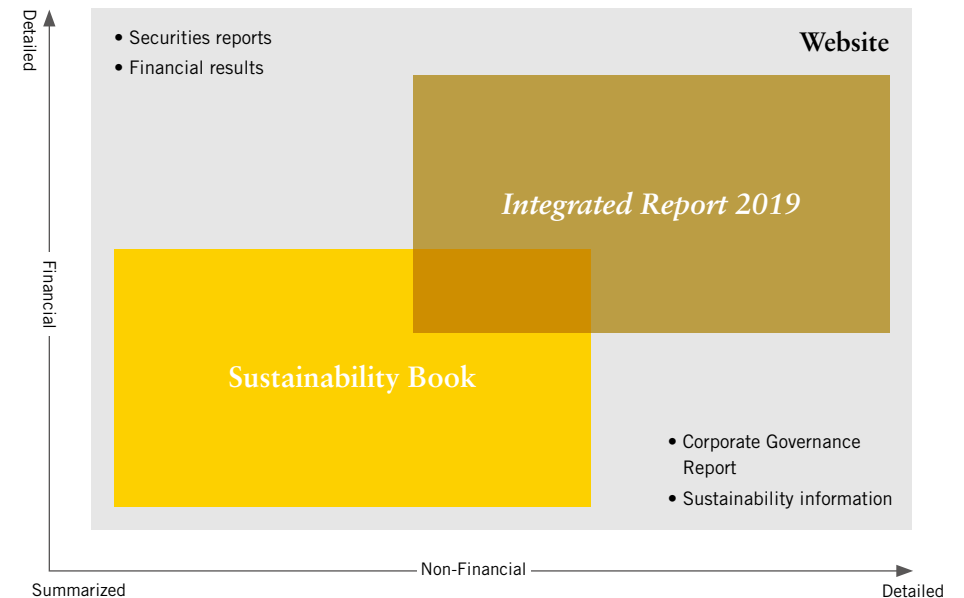 Detailed
• Securities reports
• Financial results
Website
Integrated Report 2019
Financial
Sustainability Book
• Corporate Governance
Report
• Sustainability information
Non-Financial
Summarized
Detailed